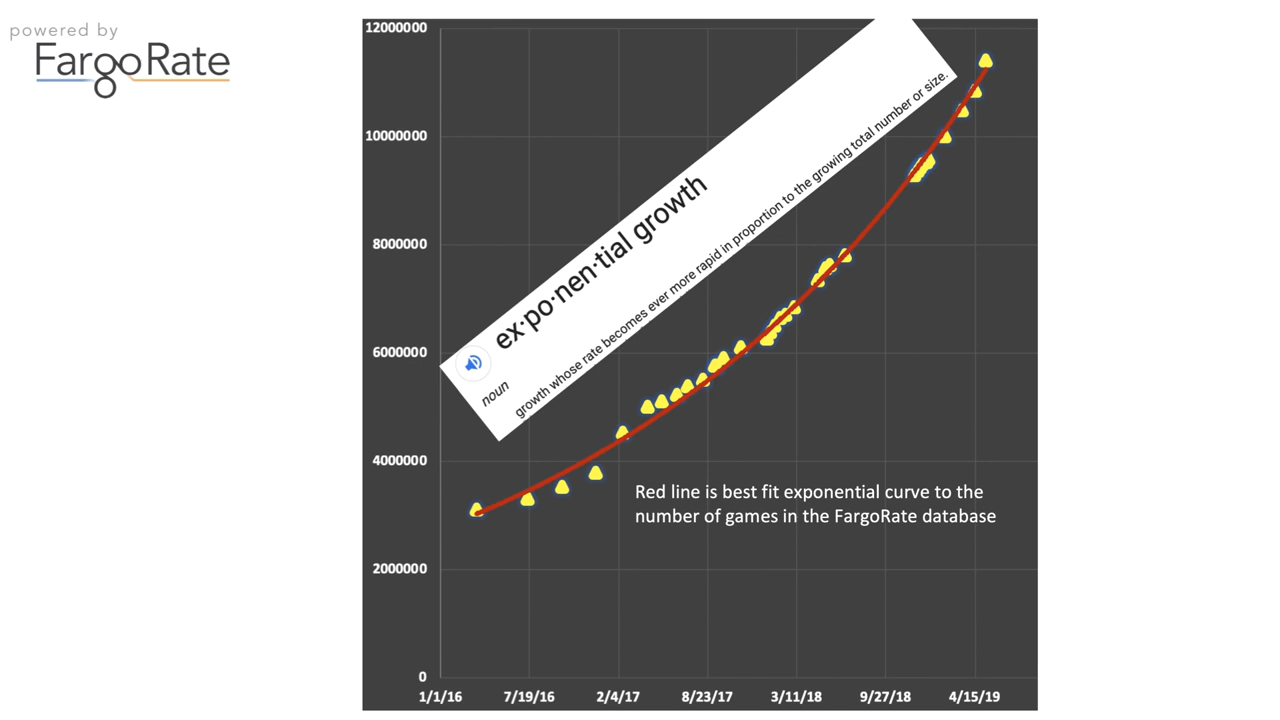 powered by
FargoRate
12000000
10000000
8000000
6000000
4000000
2000000
0
1/1/16 7/19/16 2/4/17 8/23/17 3/11/18 9/27/18 4/15/19
ex·po·nen·tial growth
noun
growth whose rate becomes ever more rapid in proportion to the growing total number or size.
Red line is best fit exponential curve to the
number of games in the FargoRate database